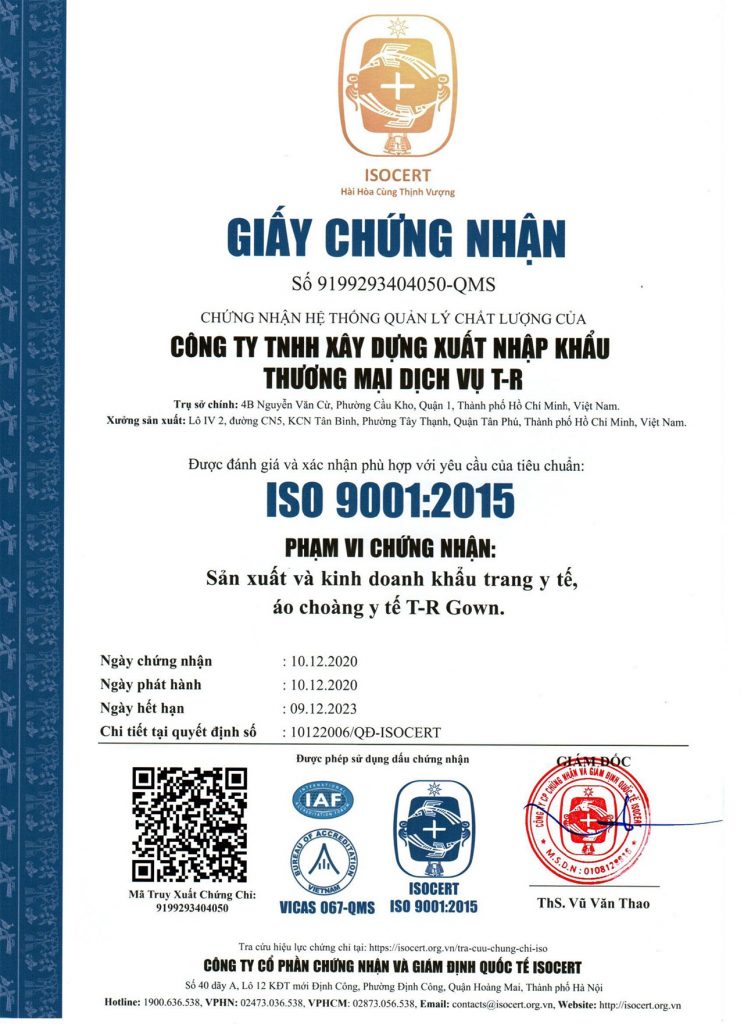 ISOCERT
Hài Hòa Cùng Thịnh Vượng
GIẤY CHỨNG NHẬN
Số 9199293404050-QMS
CHỨNG NHẬN HỆ THỐNG QUẢN LÝ CHẤT LƯỢNG CỦA
CÔNG TY TNHH XÂY DỰNG XUẤT NHẬP KHẨU
THƯƠNG MẠI DỊCH VỤ T-R
Trụ sở chính: 4B Nguyễn Văn Cừ, Phường Cầu Kho, Quận 1, Thành phố Hồ Chí Minh, Việt Nam.
Xưởng sản xuất: Lô IV 2, đường CN5, KCN Tân Bình, Phường Tây Thạnh, Quận Tân Phú, Thành phố Hồ Chí Minh, Việt Nam.
Được đánh giá và xác nhận phù hợp với yêu cầu của tiêu chuẩn:
ISO 9001:2015
PHẠM VI CHỨNG NHẬN:
Sản xuất và kinh doanh khẩu trang y tế,
áo choàng y tế T-R Gown.
Ngày chứng nhận : 10.12.2020
Ngày phát hành : 10.12.2020
Ngày hết hạn : 09.12.2023
Chi tiết tại quyết định số : 10122006/QĐ-ISOCERT
Được phép sử dụng dấu chứng nhận
GIÁM ĐỐC
INTERNATIONAL
IAF
ACCREDITATION FORUM
BUREAU OF ACCREDITATION
VIETNAM
VICAS 067-QMS
ISOCERT
ISO 9001:2015
CÔNG TY CP CHỨNG NHẬN VÀ GIÁM ĐỊNH QUỐC TẾ ISOCERT
M.S.D.N
Mã Truy Xuất Chứng Chỉ:
9199293404050
ThS. Vũ Văn Thao
Tra cứu hiệu lực chứng chỉ tại: https://isocert.org.vn/tra-cuu-chung-chi-iso
CÔNG TY CỔ PHẦN CHỨNG NHẬN VÀ GIÁM ĐỊNH QUỐC TẾ ISOCERT
Số 40 dãy A, Lô 12 KĐT mới Định Công, Phường Định Công, Quận Hoàng Mai, Thành phố Hà Nội
Hotline: 1900.636.538, VPHN: 02473.036.538, VPHCM: 02873.056.538, Email: contacts@isocert.org.vn, Website: http://isocert.org.vn